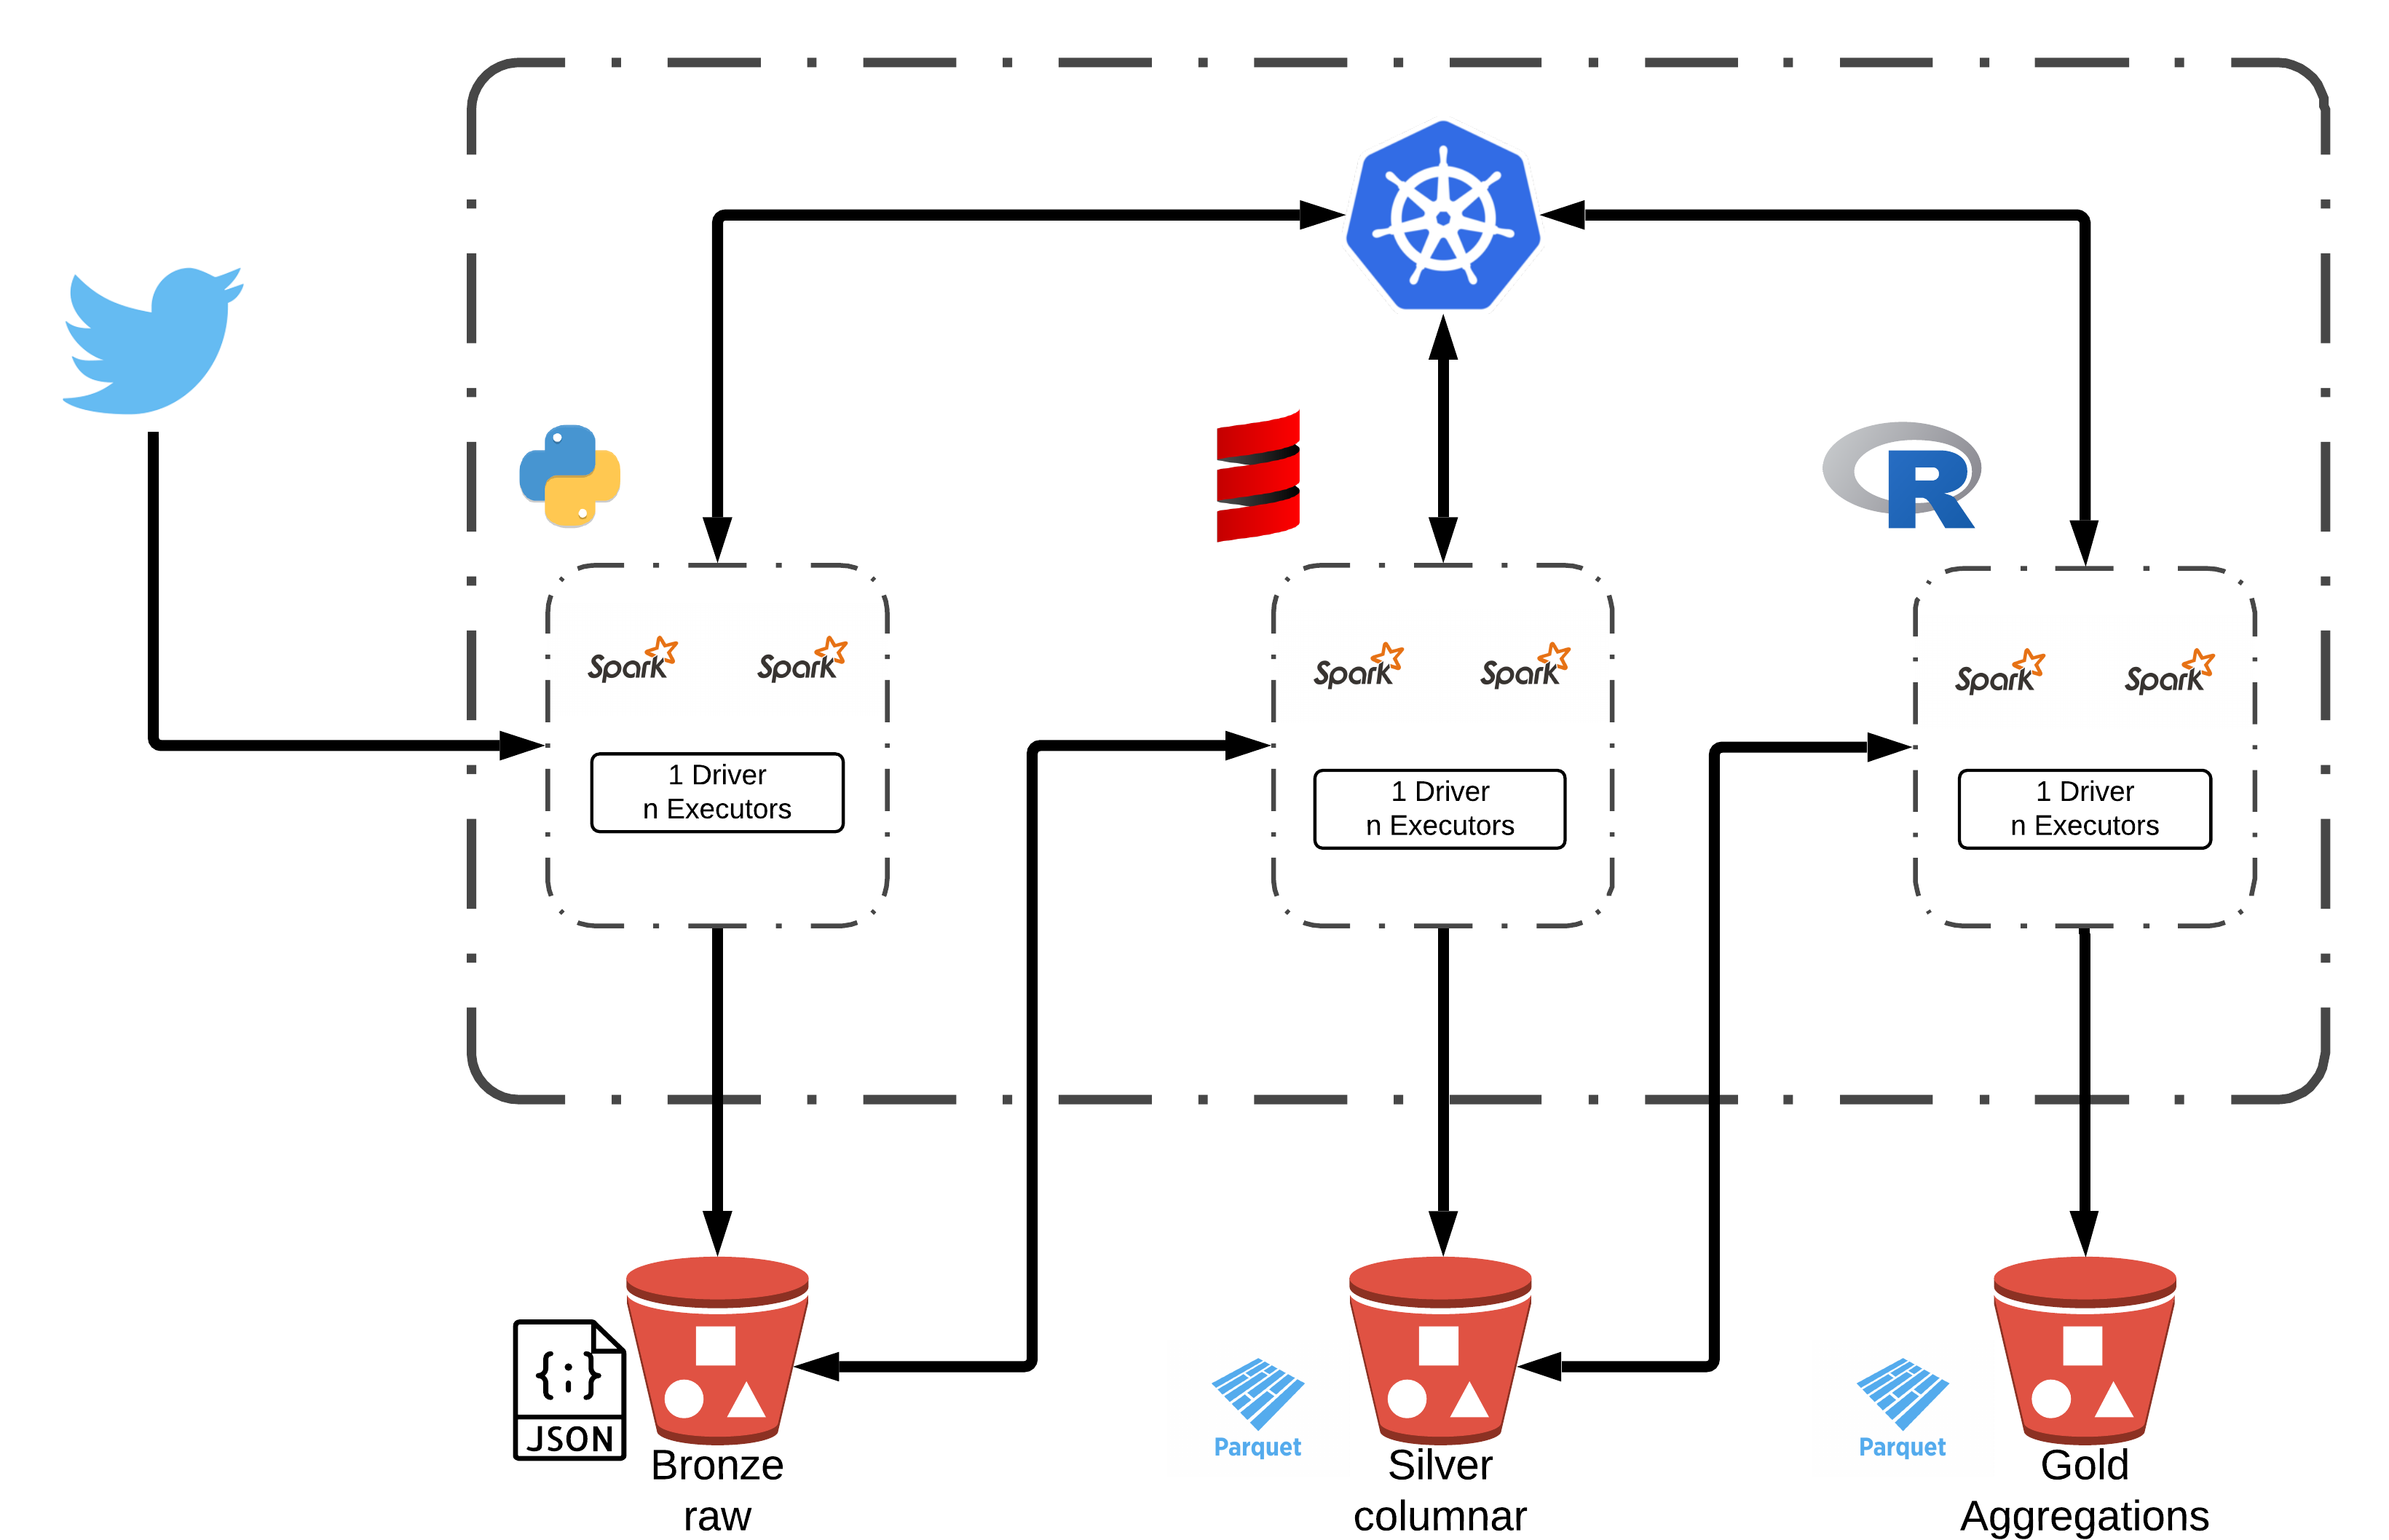 Spark Spark
1 Driver
n Executors
Spark Spark
1 Driver
n Executors
Spark Spark
1 Driver
n Executors
{;}
JSON
Bronze
raw
Parquet
Silver
columnar
Parquet
Gold
Aggregations
R